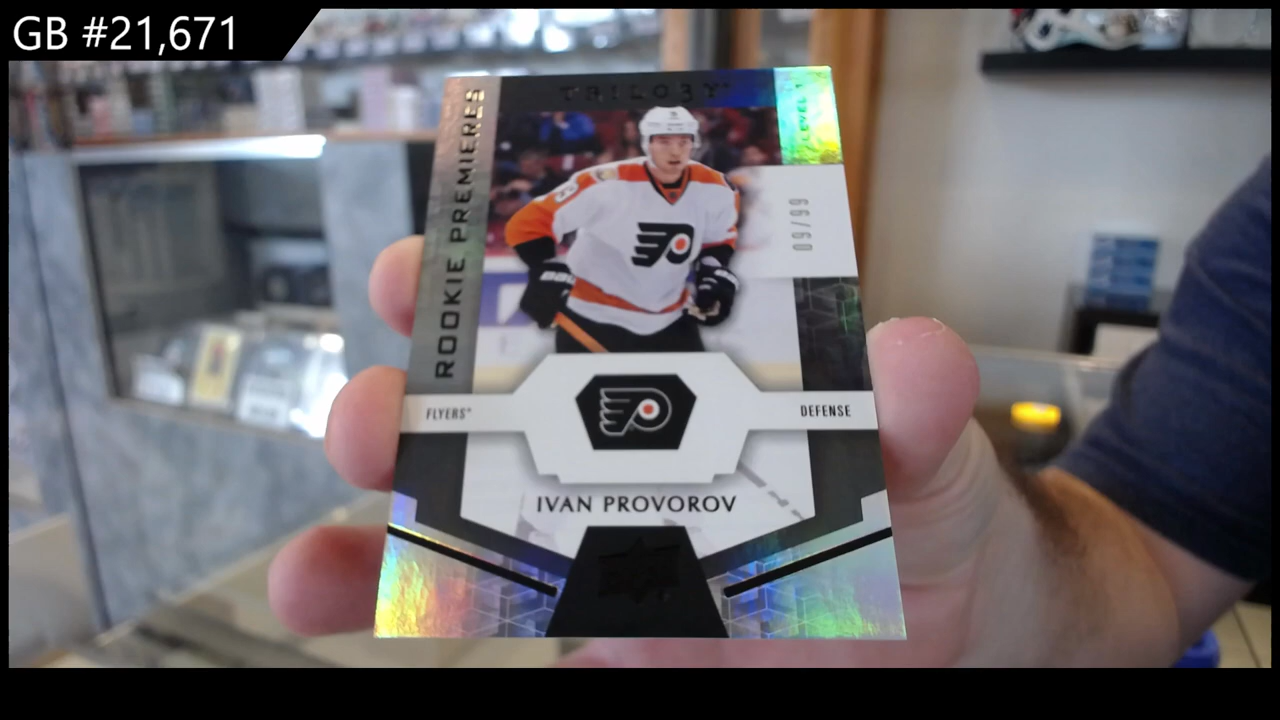 GB #21,671
TRILOGY
LEVEL 1
ROOKIE PREMIERES
09/99
FLYERS
DEFENSE
IVAN PROVOROV